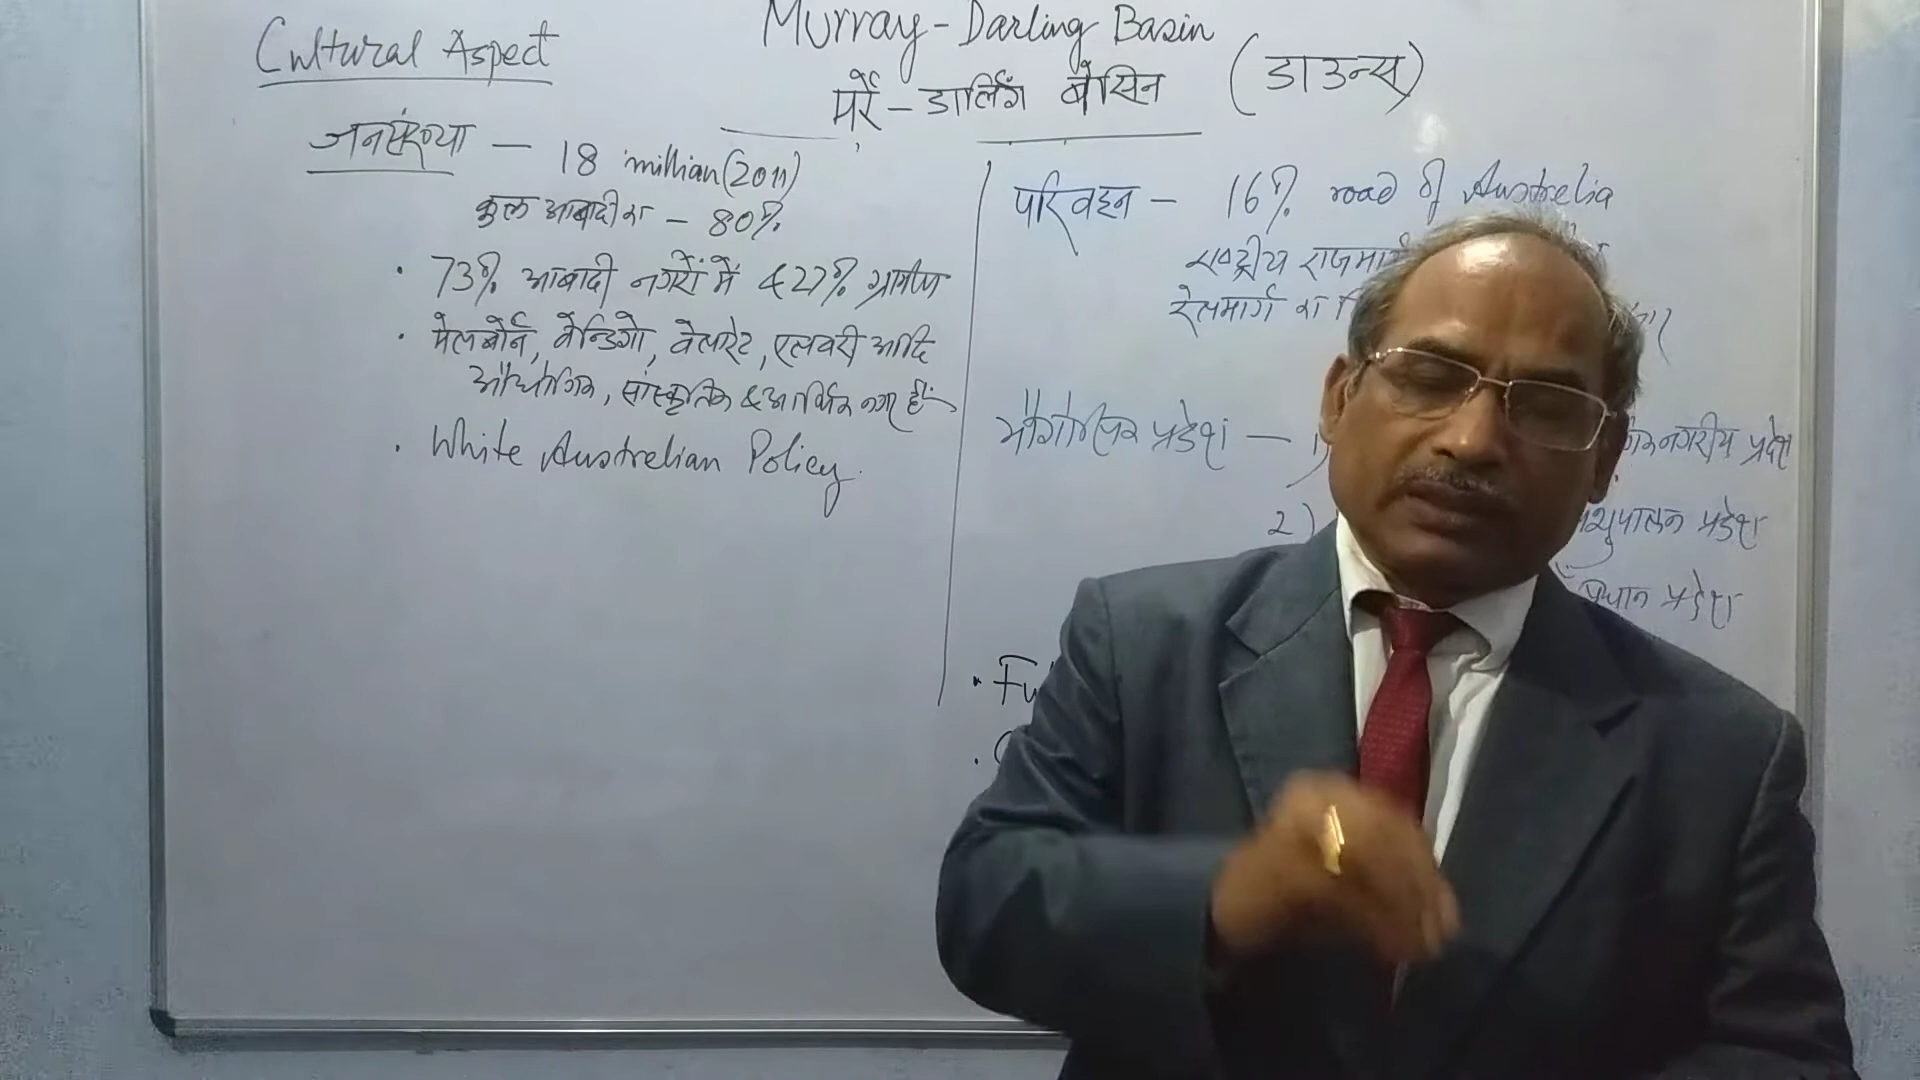 Cultural Aspect
Murray-Darling Basin
मर्रे - डार्लिंग बेसिन (डाउन्स)
जनसंख्या — 18 million (2011)
कुल आबादी का - 80%
• 73% आबादी नगरों में & 27% ग्रामीण
• मेलबोर्न, वेन्डिगो, वेलारेट, एलवरी आदि
औद्योगिक, सांस्कृतिक & आर्थिक नगर हैं
• White Australian Policy.
परिवहन — 16% road of Australia
राष्ट्रीय
रेलमार्ग का
भौगोलिक प्रदेश — 1)
नगरीय प्रदेश
2)
पशुपालन प्रदेश
प्रधान प्रदेश